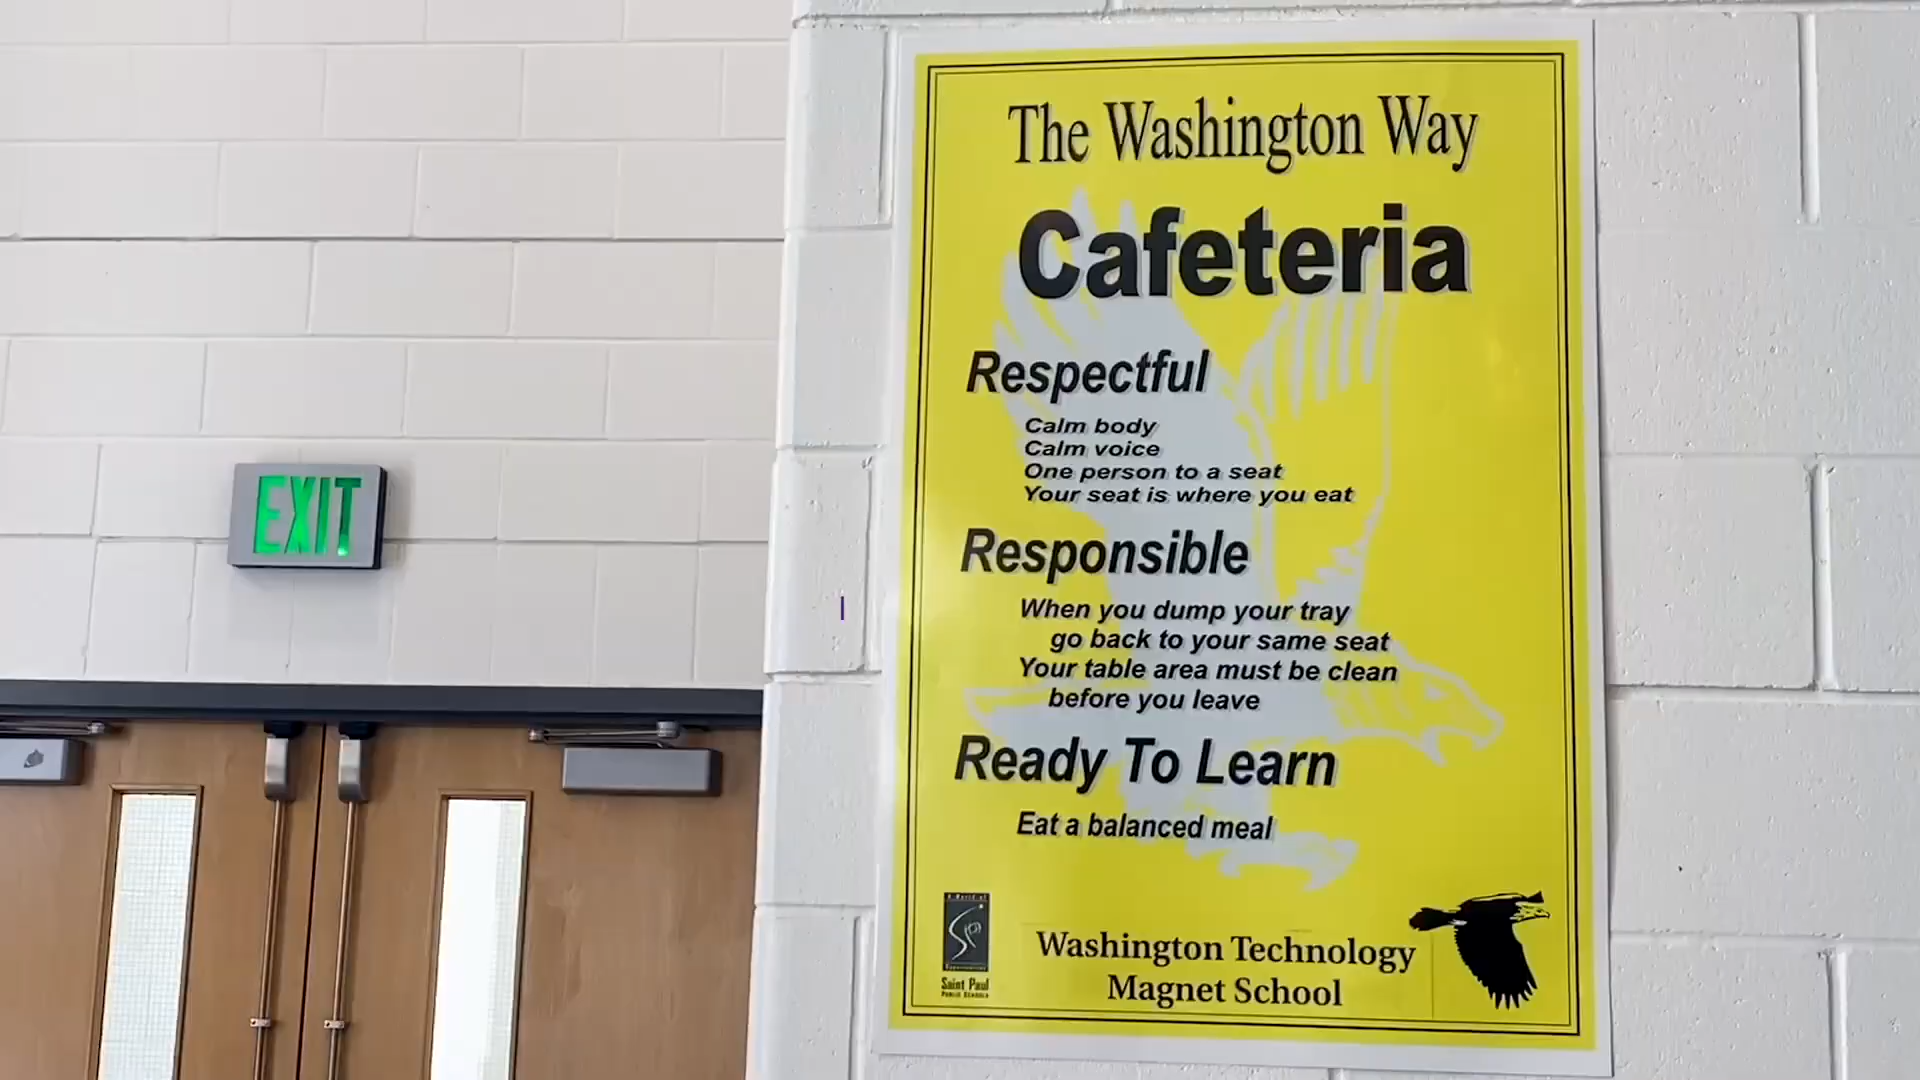 The Washington Way
Cafeteria
Respectful
Calm body
Calm voice
One person to a seat
Your seat is where you eat
EXIT
Responsible
When you dump your tray
go back to your same seat
Your table area must be clean
before you leave
Ready To Learn
Eat a balanced meal
Washington Technology
Magnet School
Saint Paul
Public Schools